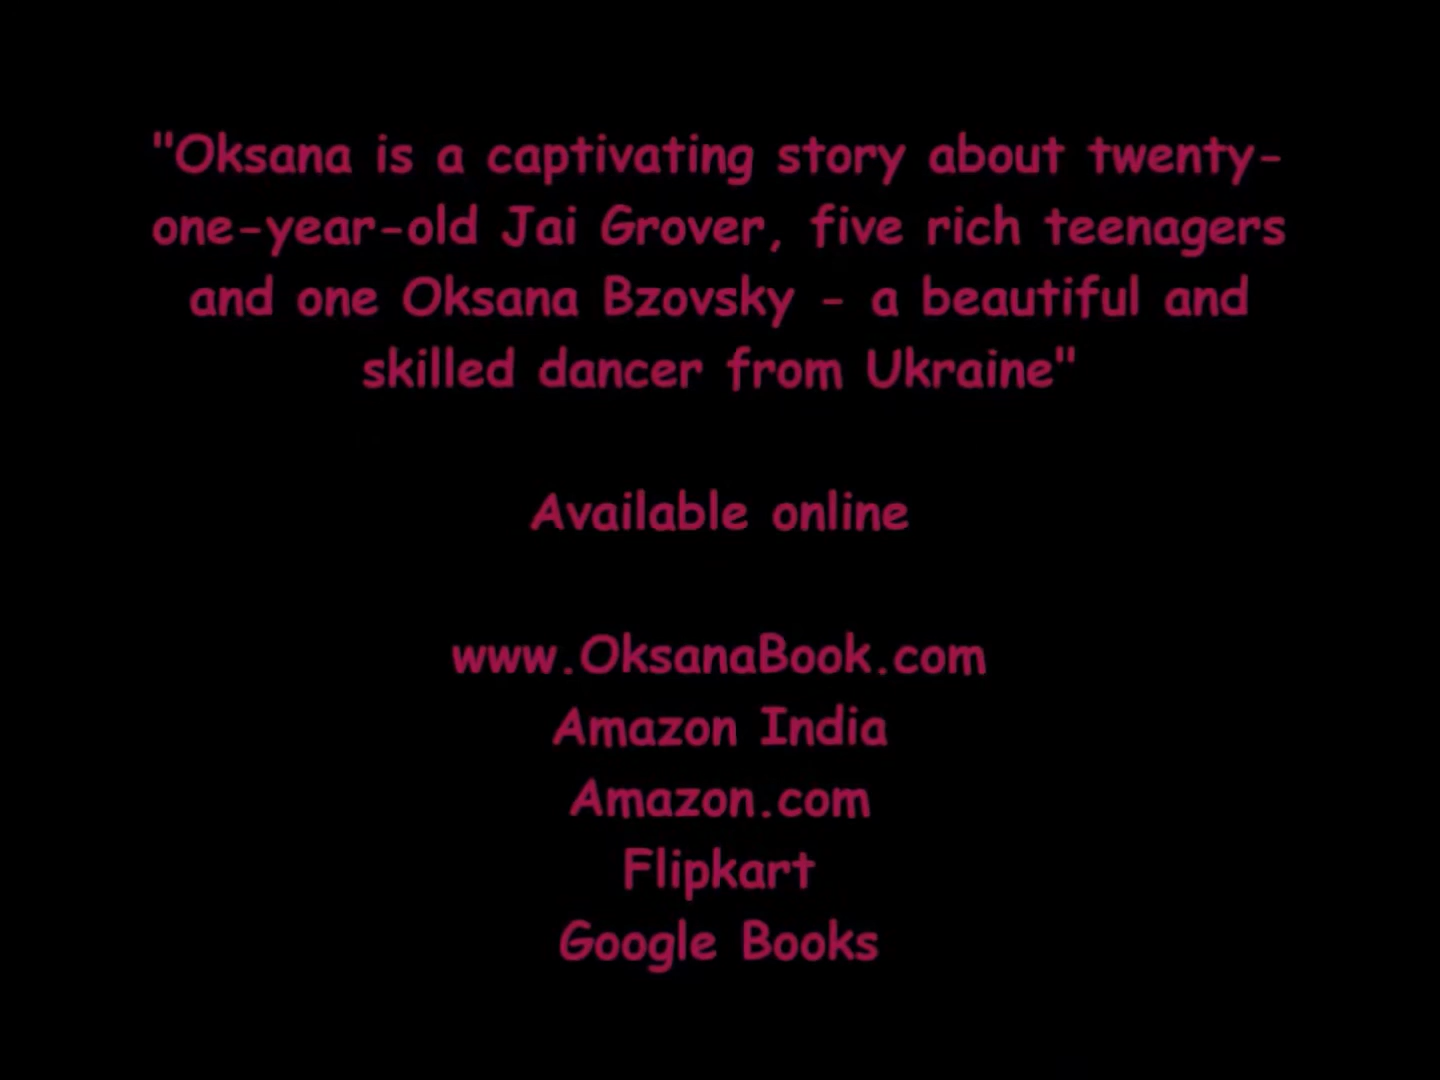 "Oksana is a captivating story about twenty-
one-year-old Jai Grover, five rich teenagers
and one Oksana Bzovsky - a beautiful and
skilled dancer from Ukraine"
Available online
www.OksanaBook.com
Amazon India
Amazon.com
Flipkart
Google Books